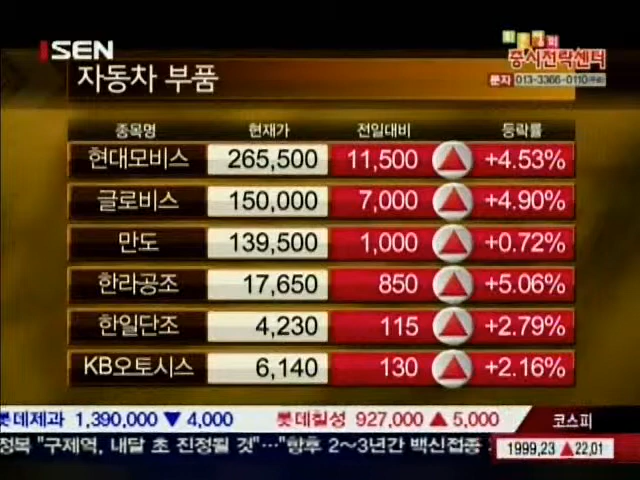 SEN
증시전략센터
자동차 부품
문자 013-3366-0110
종목명 현재가 전일대비 등락률
현대모비스 265,500 11,500 ▲ +4.53%
글로비스 150,000 7,000 ▲ +4.90%
만도 139,500 1,000 ▲ +0.72%
한라공조 17,650 850 ▲ +5.06%
한일단조 4,230 115 ▲ +2.79%
KB오토시스 6,140 130 ▲ +2.16%
롯데제과 1,390,000 ▼ 4,000 롯데칠성 927,000 ▲ 5,000 코스피
정복 "구제역, 내달 초 진정될 것"…"향후 2~3년간 백신접종 1999,23 ▲22,01